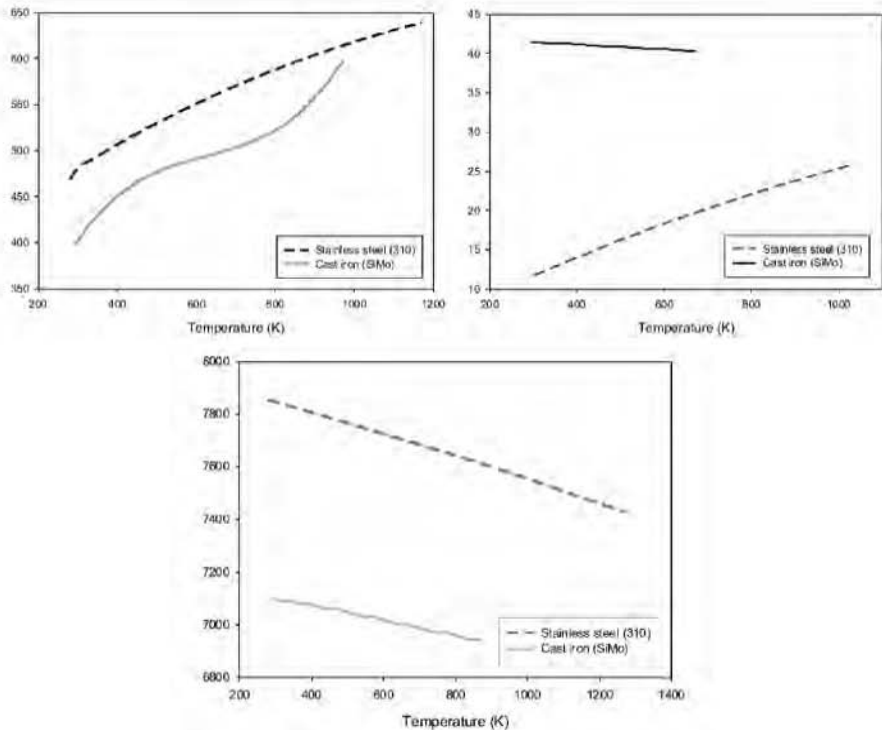 650
600
550
500
450
400
350
200 400 600 800 1000 1200
Temperature (K)
Stainless steel (310)
Cast iron (SiMo)
45
40
35
30
25
20
15
10
200 400 600 800 1000
Temperature (K)
Stainless steel (310)
Cast iron (SiMo)
8000
7800
7600
7400
7200
7000
6800
200 400 600 800 1000 1200 1400
Temperature (K)
Stainless steel (310)
Cast iron (SiMo)